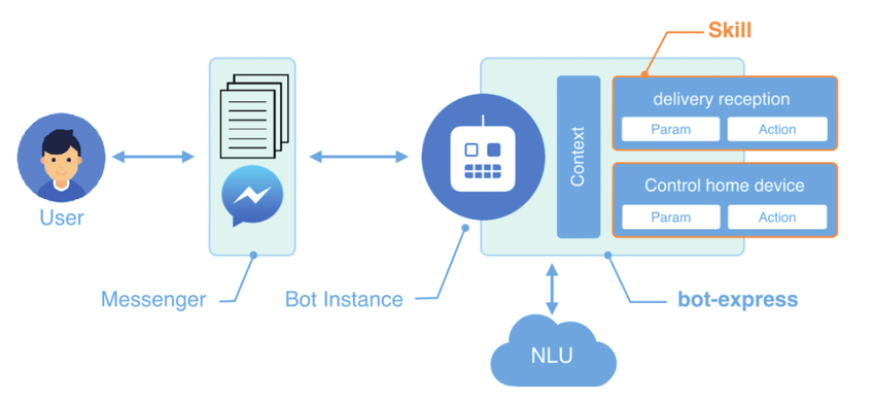 Skill
delivery reception
Param
Action
Context
Control home device
Param
Action
User
Messenger
Bot Instance
bot-express
NLU